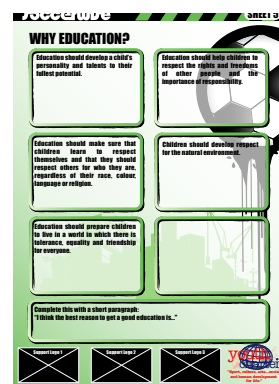 SHEET 5
WHY EDUCATION?
Education should develop a child's
personality and talents to their
fullest potential.
Education should help children to
respect the rights and freedoms
of other people and the
importance of responsibility.
Education should make sure that
children learn to respect
themselves and that they should
respect others for who they are,
regardless of their race, colour,
language or religion.
Children should develop respect
for the natural environment.
Education should prepare children
to live in a world in which there is
tolerance, equality and friendship
for everyone.
Complete this with a short paragraph:
"I think the best reason to get a good education is..."
Support Logo 1
Support Logo 2
Support Logo 3